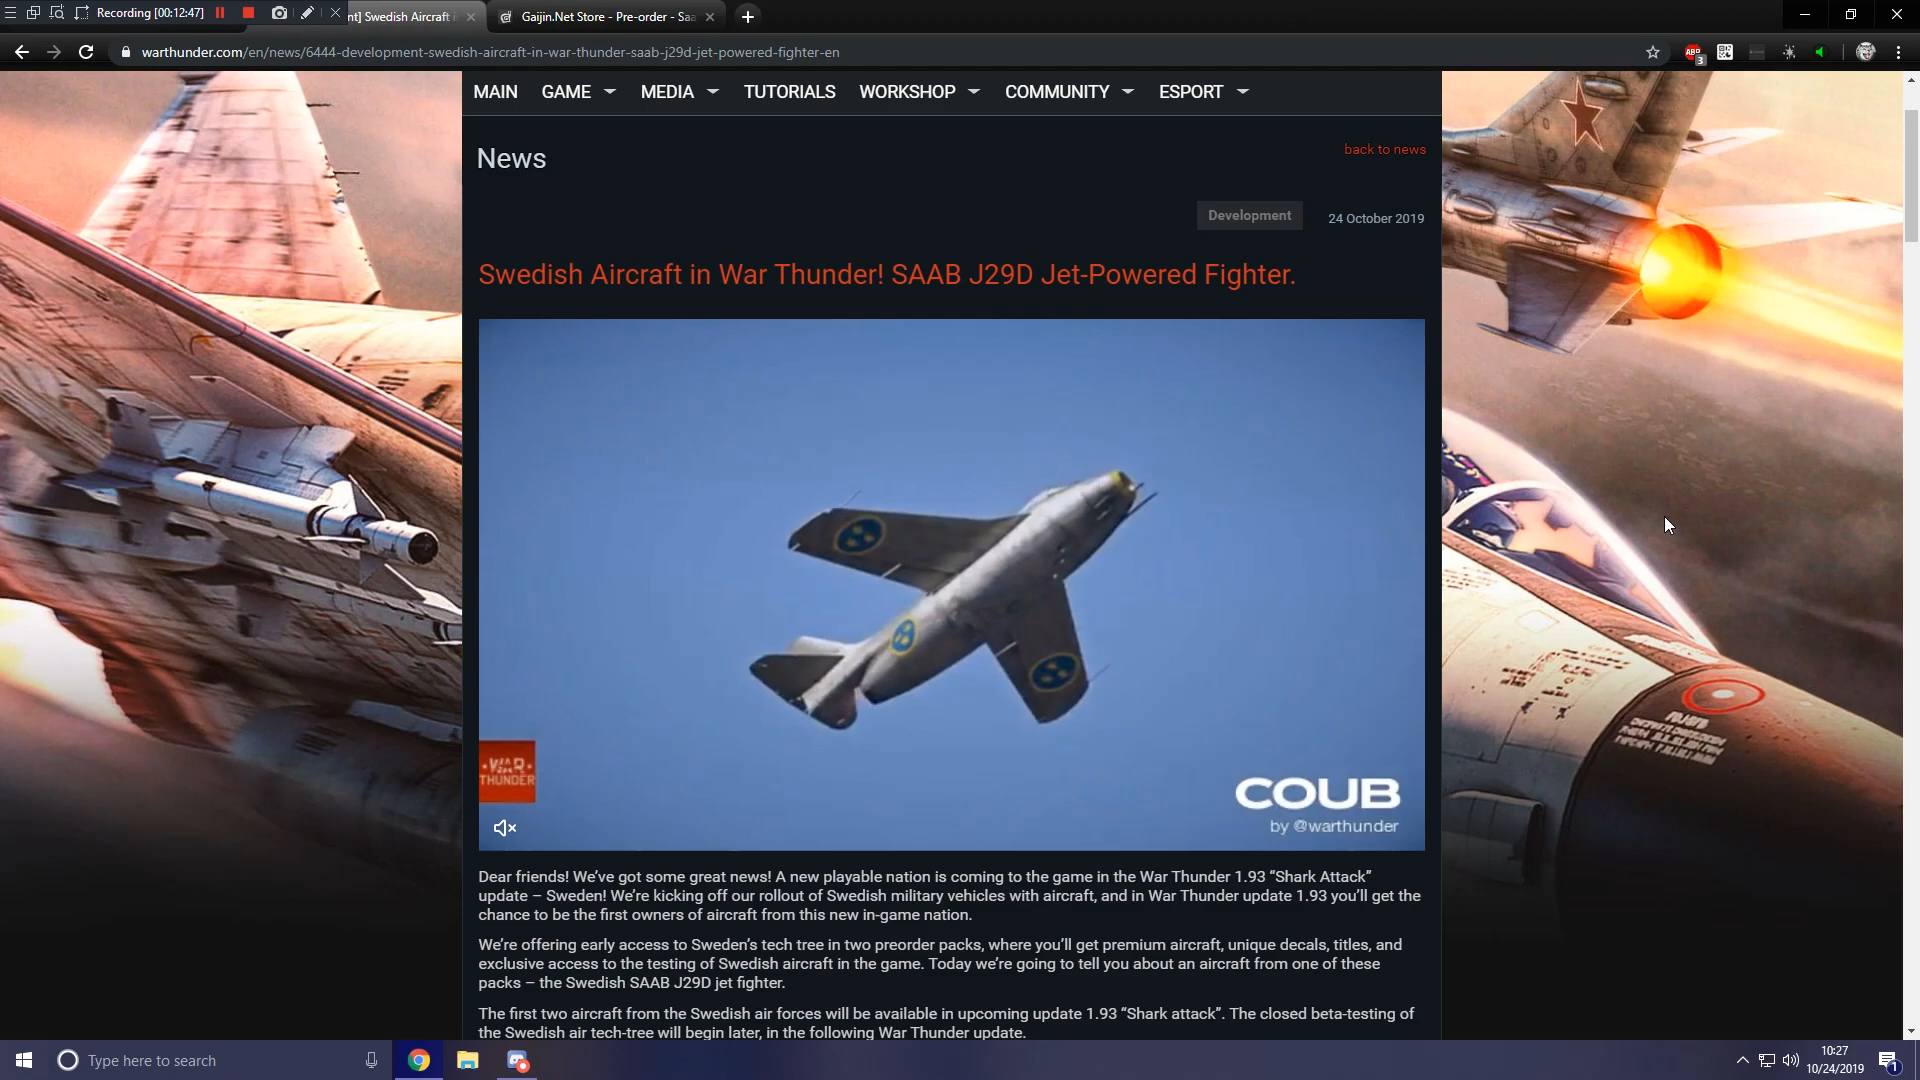 Recording [00:12:47]
nt] Swedish Aircraft i
Gaijin.Net Store - Pre-order - Saa
warthunder.com/en/news/6444-development-swedish-aircraft-in-war-thunder-saab-j29d-jet-powered-fighter-en
ABP
3
MAIN GAME MEDIA TUTORIALS WORKSHOP COMMUNITY ESPORT
News
back to news
Development
24 October 2019
Swedish Aircraft in War Thunder! SAAB J29D Jet-Powered Fighter.
WAR
THUNDER
COUB
by @warthunder
Dear friends! We’ve got some great news! A new playable nation is coming to the game in the War Thunder 1.93 “Shark Attack”
update – Sweden! We’re kicking off our rollout of Swedish military vehicles with aircraft, and in War Thunder update 1.93 you’ll get the
chance to be the first owners of aircraft from this new in-game nation.
We’re offering early access to Sweden’s tech tree in two preorder packs, where you’ll get premium aircraft, unique decals, titles, and
exclusive access to the testing of Swedish aircraft in the game. Today we’re going to tell you about an aircraft from one of these
packs – the Swedish SAAB J29D jet fighter.
The first two aircraft from the Swedish air forces will be available in upcoming update 1.93 “Shark attack”. The closed beta-testing of
the Swedish air tech-tree will begin later, in the following War Thunder update.
Type here to search
10:27
10/24/2019
1